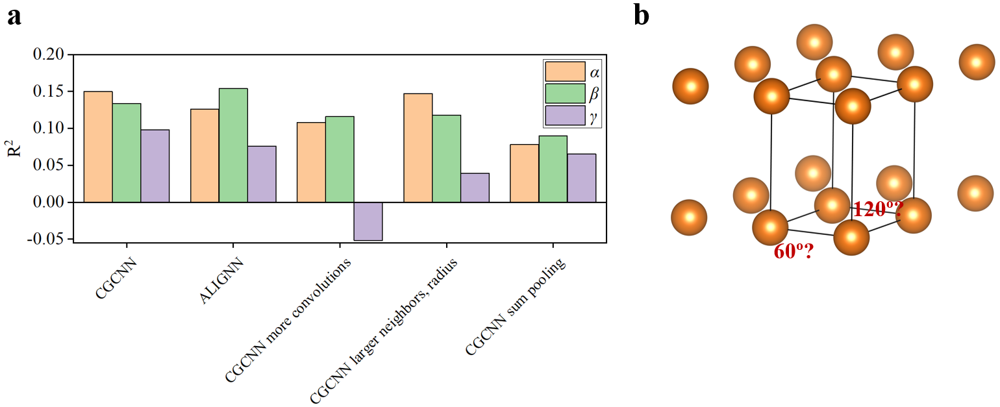 a
b
R²
0.20
0.15
0.10
0.05
0.00
-0.05
α
β
γ
CGCNN
ALIGNN
CGCNN more convolutions
CGCNN larger neighbors, radius
CGCNN sum pooling
120º?
60º?